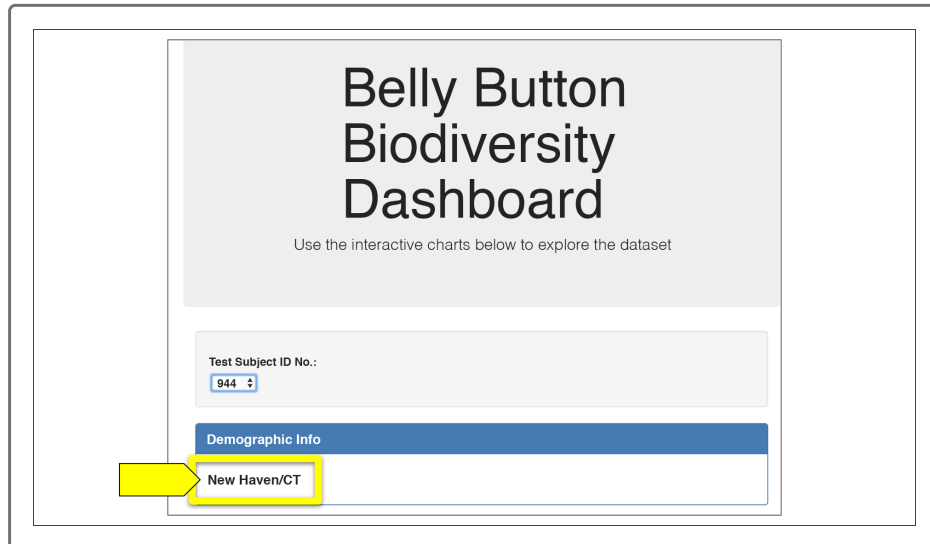 Belly Button
Biodiversity
Dashboard
Use the interactive charts below to explore the dataset
Test Subject ID No.:
944
Demographic Info
New Haven/CT